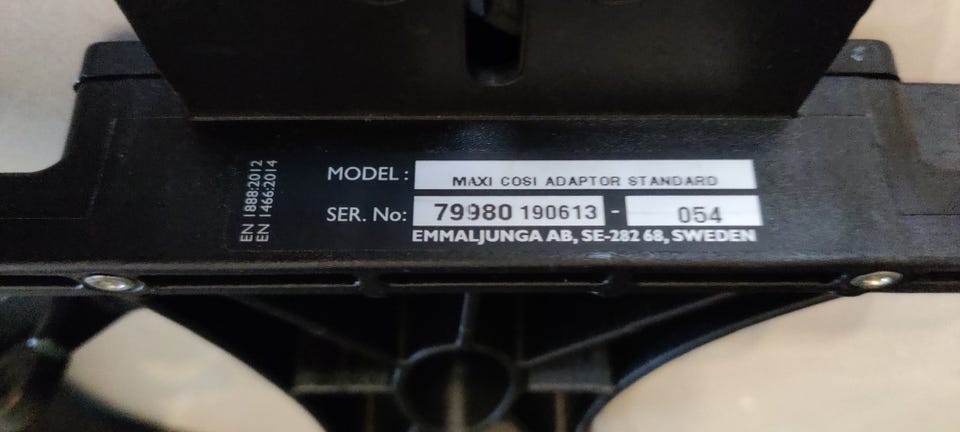 EN 1888:2012
EN 1466:2014
MODEL : MAXI COSI ADAPTOR STANDARD
SER. No: 79980 190613 - 054
EMMALJUNGA AB, SE-282 68, SWEDEN